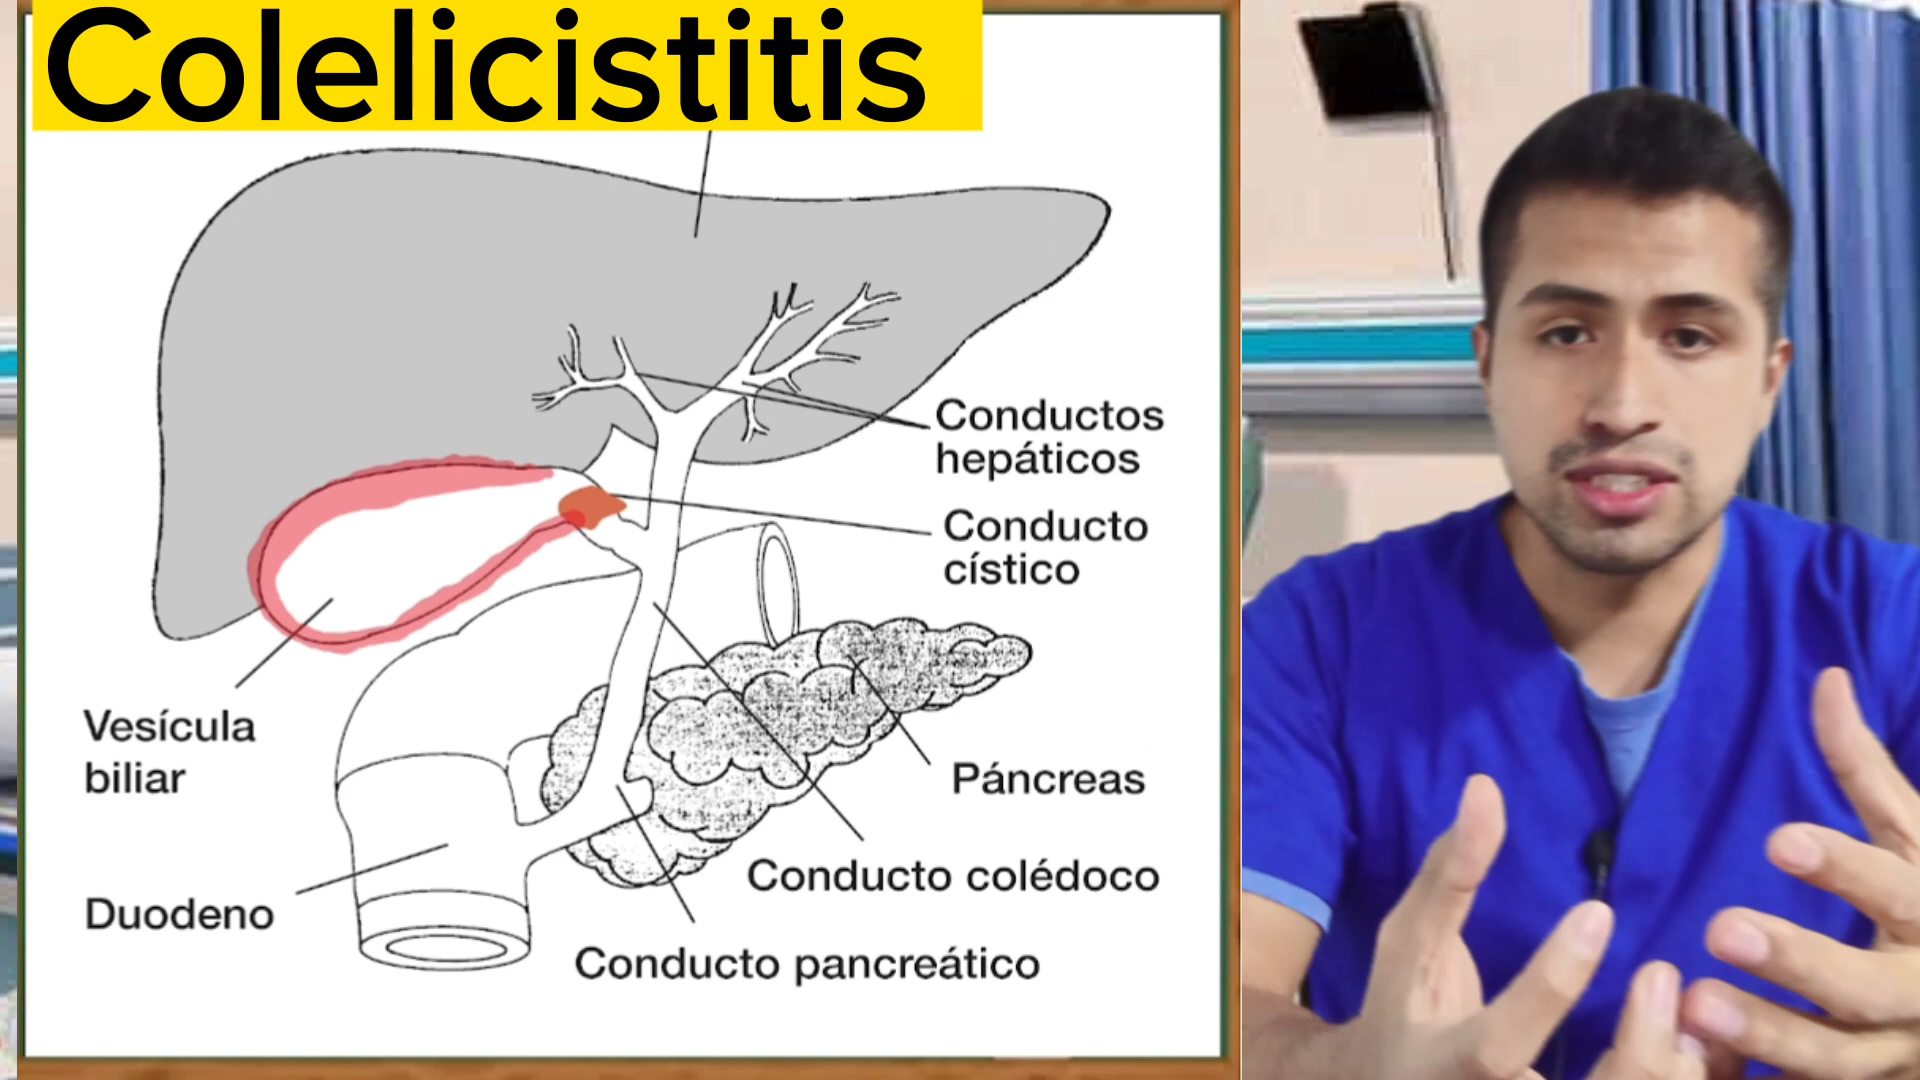 Colelicistitis
Conductos
hepáticos
Conducto
cístico
Vesícula
biliar
Páncreas
Conducto colédoco
Duodeno
Conducto pancreático